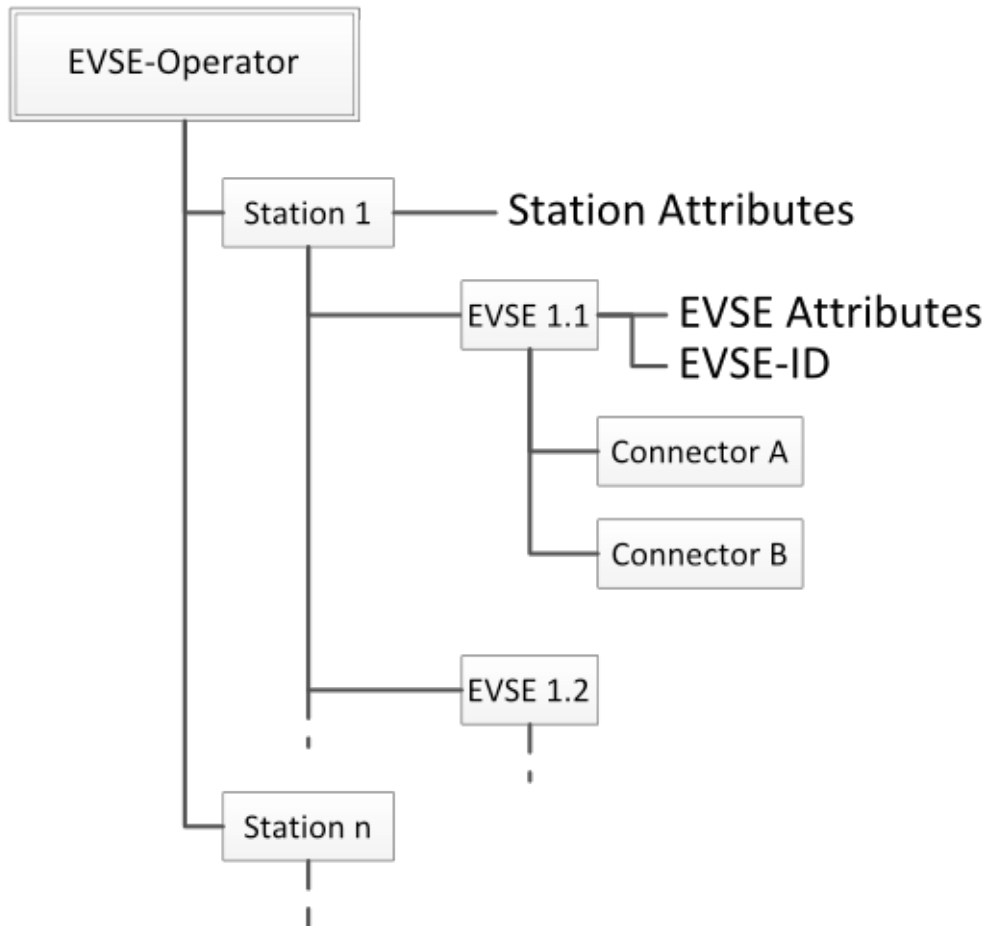 EVSE-Operator
Station 1
Station Attributes
EVSE 1.1
EVSE Attributes
EVSE-ID
Connector A
Connector B
EVSE 1.2
Station n